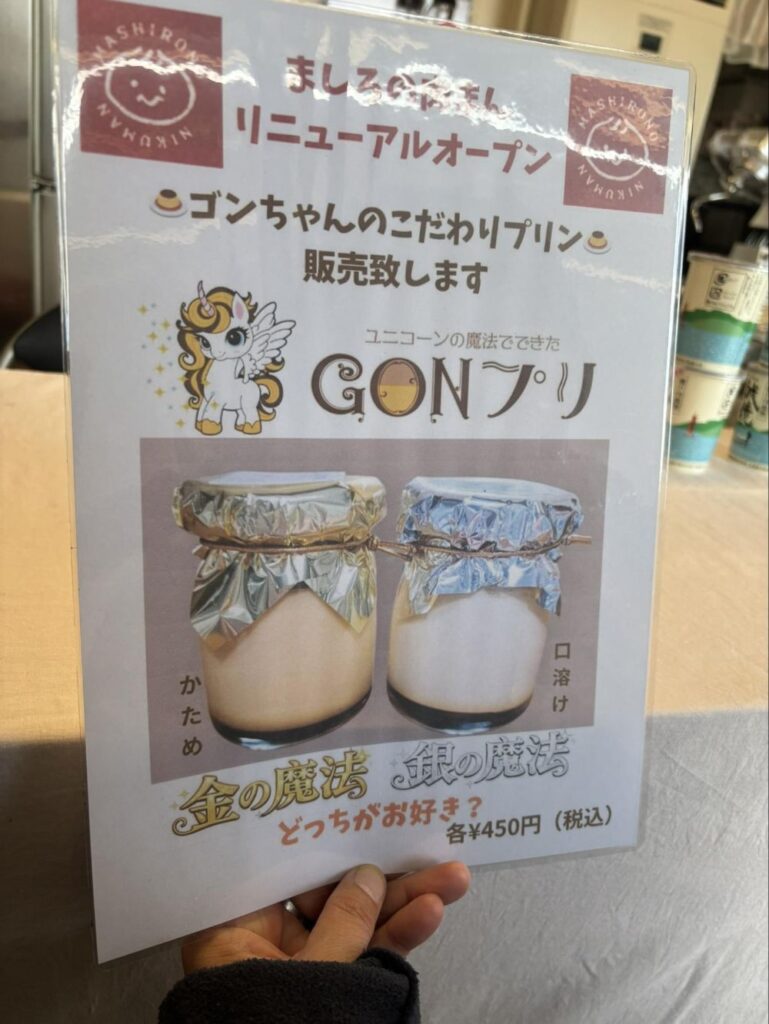 MASHIRONO NIKUMAN
MASHIRONO NIKUMAN
ましろのにくまん
リニューアルオープン
ゴンちゃんのこだわりプリン
販売致します
ユニコーンの魔法でできた
GONプリ
かため
口溶け
金の魔法
銀の魔法
どっちがお好き？
各¥450円（税込）